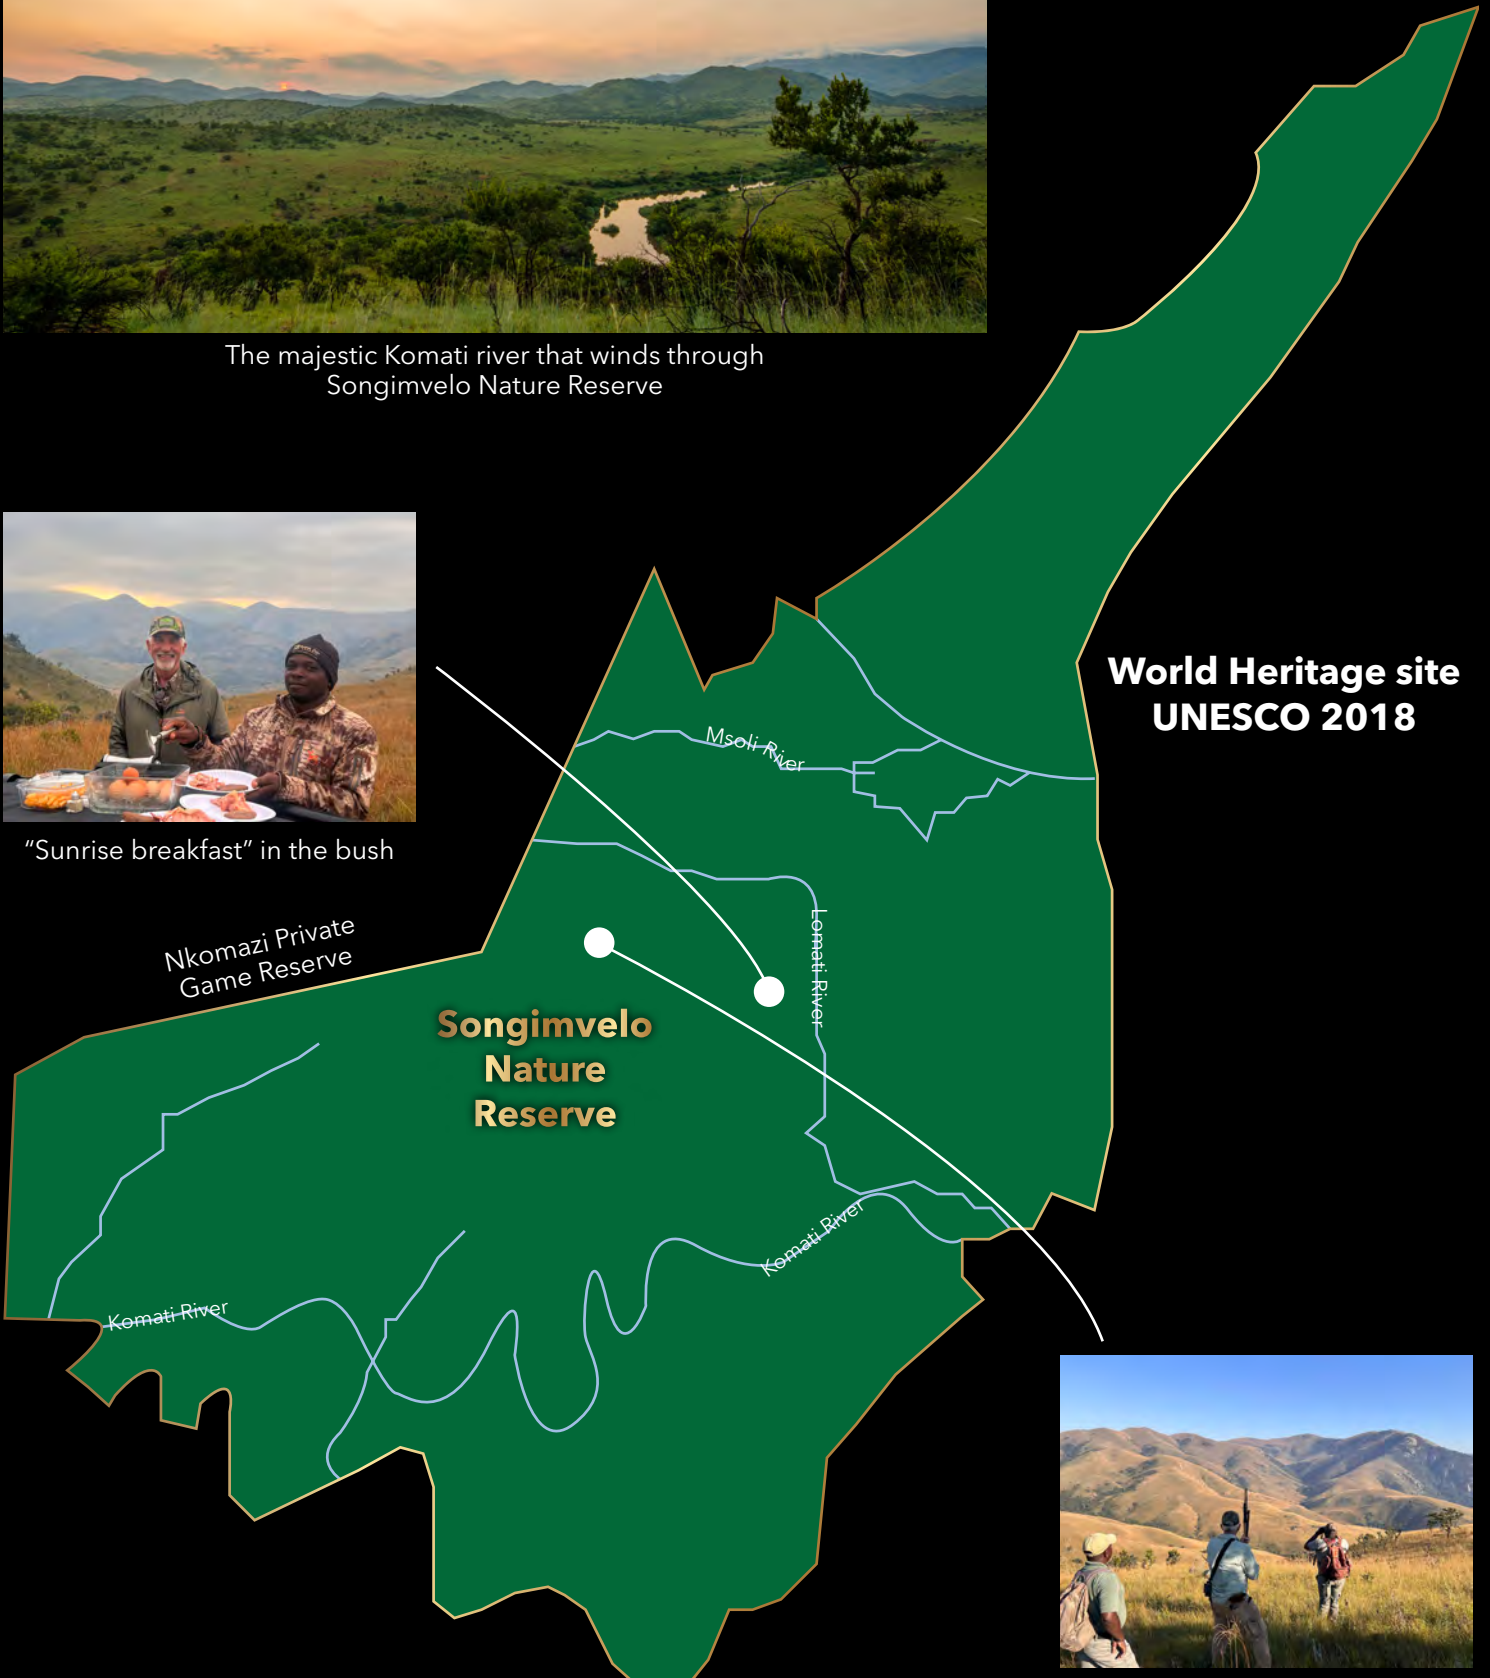 The majestic Komati river that winds through
Songimvelo Nature Reserve
World Heritage site
UNESCO 2018
Msoli River
“Sunrise breakfast” in the bush
Nkomazi Private
Game Reserve
Lomati River
Songimvelo
Nature
Reserve
Komati River
Komati River